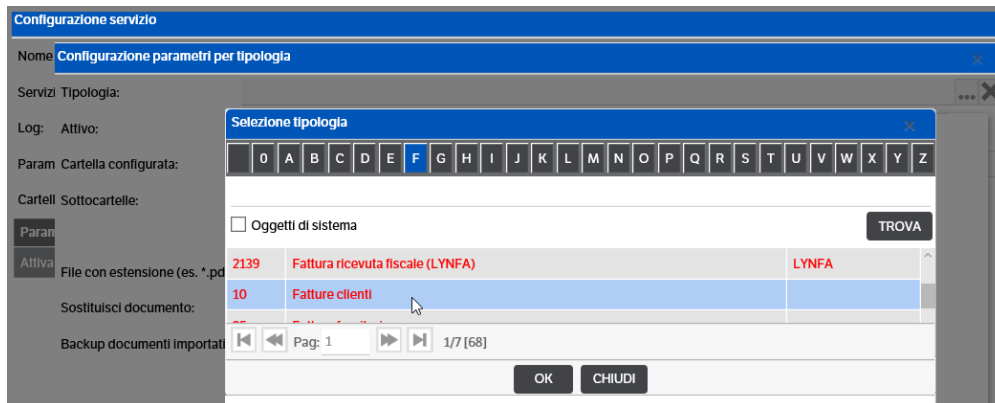 Configurazione servizio
Nome Configurazione parametri per tipologia
Servizi Tipologia:
Selezione tipologia
Log: Attivo:
0 A B C D E F G H I J K L M N O P Q R S T U V W X Y Z
Param Cartella configurata:
Cartell Sottocartelle:
Oggetti di sistema TROVA
Param
2139 Fattura ricevuta fiscale (LYNFA) LYNFA
Attiva File con estensione (es. *.pd
10 Fatture clienti
Sostituisci documento:
Backup documenti importati
Pag: 1 1/7 [68]
OK CHIUDI